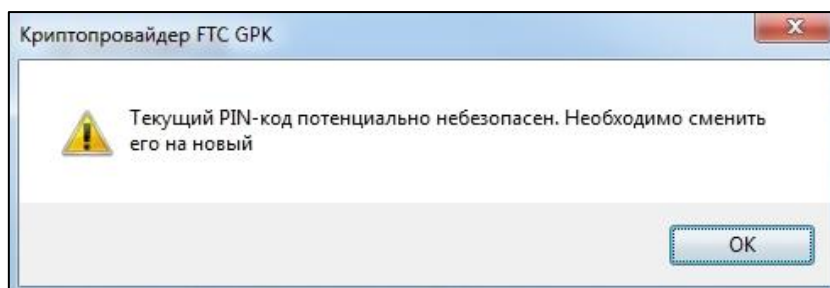 Криптопровайдер FTC GPK
Текущий PIN-код потенциально небезопасен. Необходимо сменить
его на новый
OK